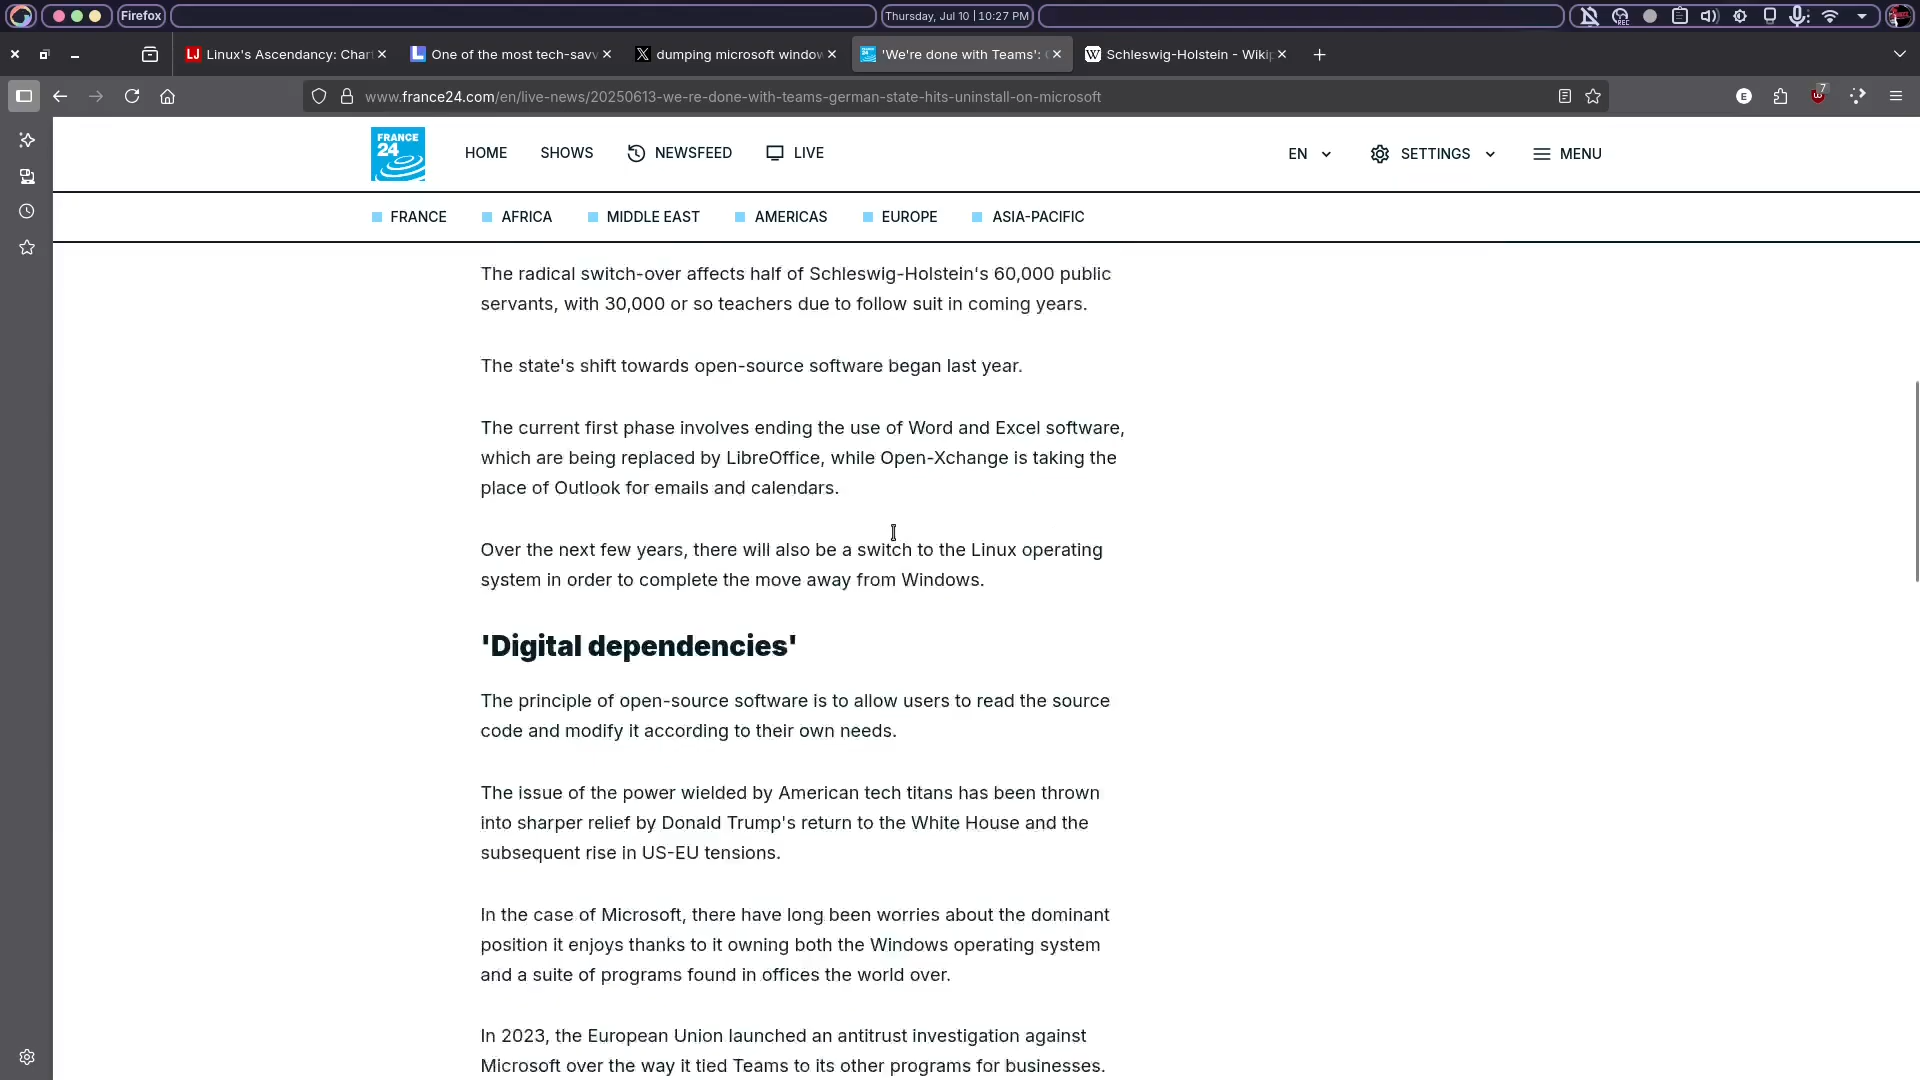 Firefox
Thursday, Jul 10 | 10:27 PM
REC
LJ Linux's Ascendancy: Char
L One of the most tech-savv
X dumping microsoft window
'We're done with Teams':
W Schleswig-Holstein - Wiki
www.france24.com/en/live-news/20250613-we-re-done-with-teams-german-state-hits-uninstall-on-microsoft
E
7
FRANCE
24
HOME
SHOWS
NEWSFEED
LIVE
EN
SETTINGS
MENU
FRANCE
AFRICA
MIDDLE EAST
AMERICAS
EUROPE
ASIA-PACIFIC
The radical switch-over affects half of Schleswig-Holstein's 60,000 public
servants, with 30,000 or so teachers due to follow suit in coming years.
The state's shift towards open-source software began last year.
The current first phase involves ending the use of Word and Excel software,
which are being replaced by LibreOffice, while Open-Xchange is taking the
place of Outlook for emails and calendars.
Over the next few years, there will also be a switch to the Linux operating
system in order to complete the move away from Windows.
'Digital dependencies'
The principle of open-source software is to allow users to read the source
code and modify it according to their own needs.
The issue of the power wielded by American tech titans has been thrown
into sharper relief by Donald Trump's return to the White House and the
subsequent rise in US-EU tensions.
In the case of Microsoft, there have long been worries about the dominant
position it enjoys thanks to it owning both the Windows operating system
and a suite of programs found in offices the world over.
In 2023, the European Union launched an antitrust investigation against
Microsoft over the way it tied Teams to its other programs for businesses.